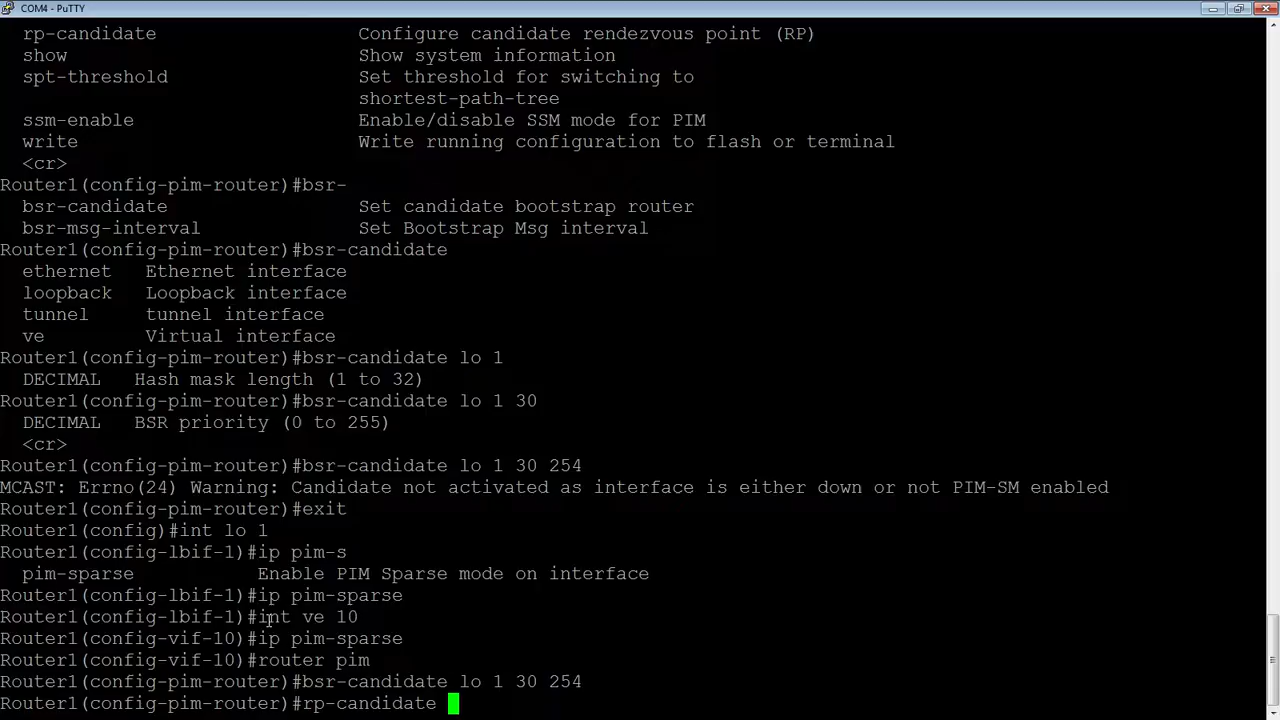 COM4 - PuTTY
rp-candidate Configure candidate rendezvous point (RP)
show Show system information
spt-threshold Set threshold for switching to
shortest-path-tree
ssm-enable Enable/disable SSM mode for PIM
write Write running configuration to flash or terminal
<cr>
Router1(config-pim-router)#bsr-
bsr-candidate Set candidate bootstrap router
bsr-msg-interval Set Bootstrap Msg interval
Router1(config-pim-router)#bsr-candidate
ethernet Ethernet interface
loopback Loopback interface
tunnel tunnel interface
ve Virtual interface
Router1(config-pim-router)#bsr-candidate lo 1
DECIMAL Hash mask length (1 to 32)
Router1(config-pim-router)#bsr-candidate lo 1 30
DECIMAL BSR priority (0 to 255)
<cr>
Router1(config-pim-router)#bsr-candidate lo 1 30 254
MCAST: Errno(24) Warning: Candidate not activated as interface is either down or not PIM-SM enabled
Router1(config-pim-router)#exit
Router1(config)#int lo 1
Router1(config-lbif-1)#ip pim-s
pim-sparse Enable PIM Sparse mode on interface
Router1(config-lbif-1)#ip pim-sparse
Router1(config-lbif-1)#int ve 10
Router1(config-vif-10)#ip pim-sparse
Router1(config-vif-10)#router pim
Router1(config-pim-router)#bsr-candidate lo 1 30 254
Router1(config-pim-router)#rp-candidate